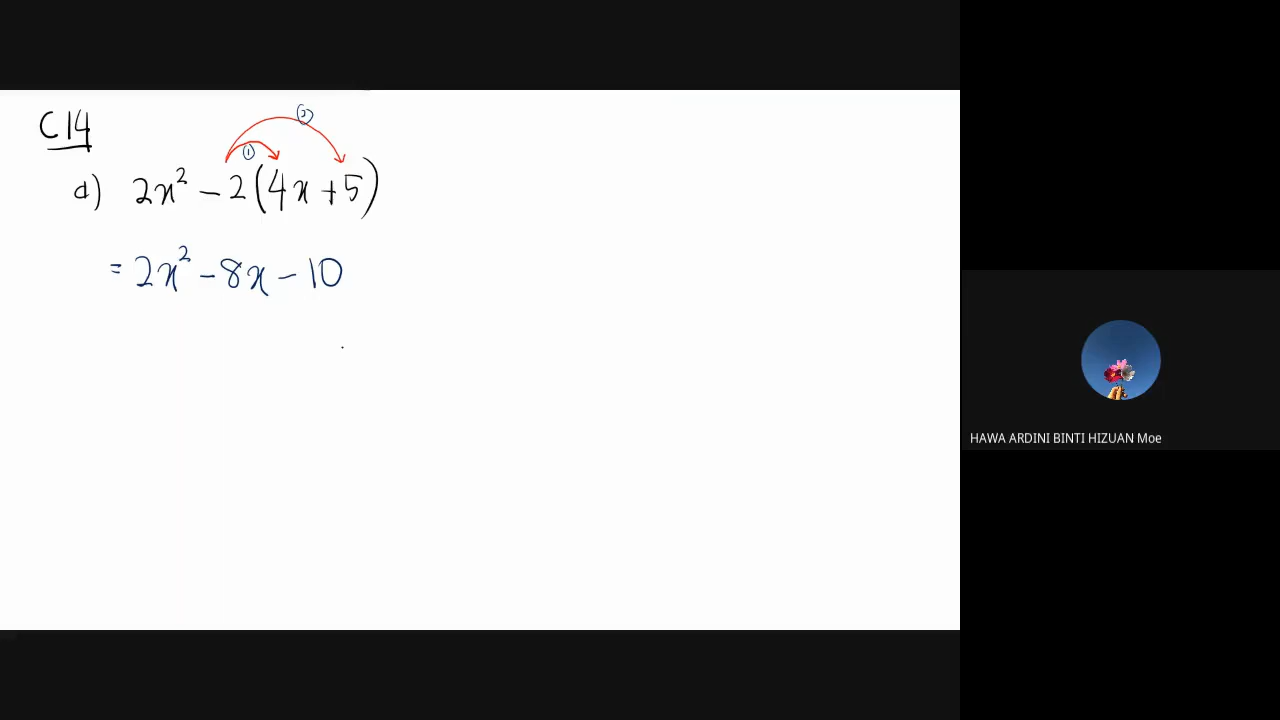 C14
① ②
a) 2x² - 2(4x + 5)
= 2x² - 8x - 10
HAWA ARDINI BINTI HIZUAN Moe